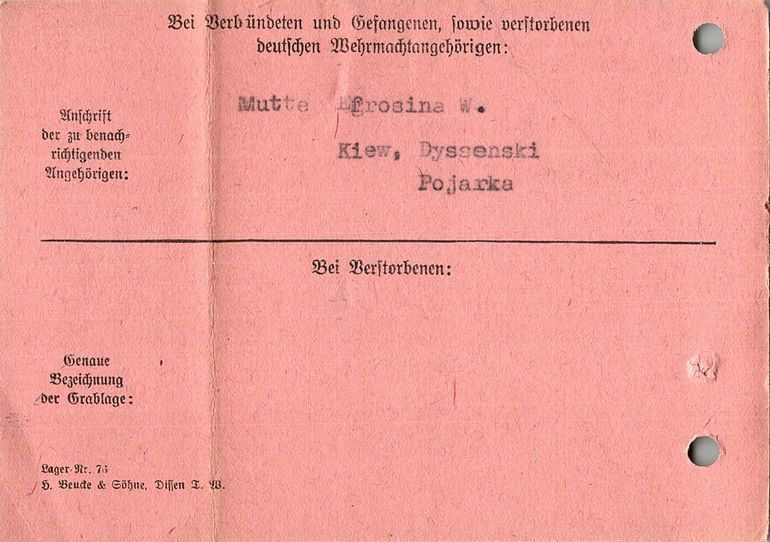 Bei Verbündeten und Gefangenen, sowie verstorbenen
deutschen Wehrmachtangehörigen:
Anschrift
der zu benach-
richtigenden
Angehörigen:
Mutte Efrosina W.
Kiew, Dyssenski
Pojarka
Bei Verstorbenen:
Genaue
Bezeichnung
der Grablage:
Lager-Nr. 73
H. Beucke & Söhne, Dissen T. W.